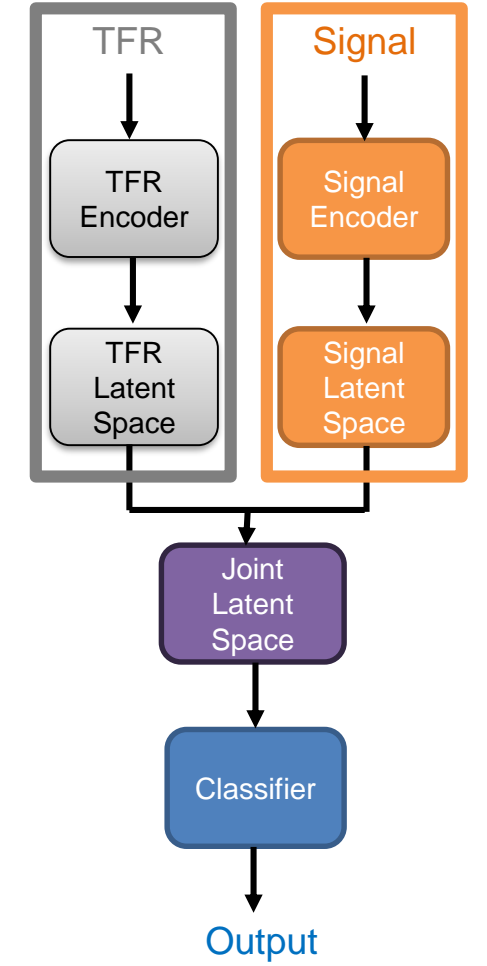 TFR
TFR
Encoder
TFR
Latent
Space
Signal
Signal
Encoder
Signal
Latent
Space
Joint
Latent
Space
Classifier
Output